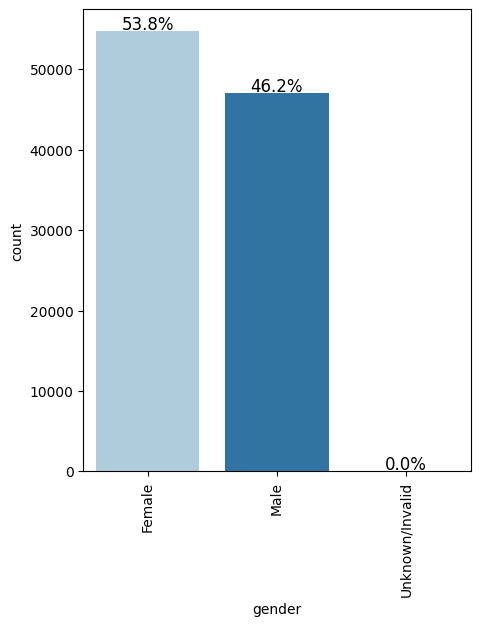 53.8%
46.2%
0.0%
50000
40000
30000
20000
10000
0
count
Female
Male
Unknown/Invalid
gender